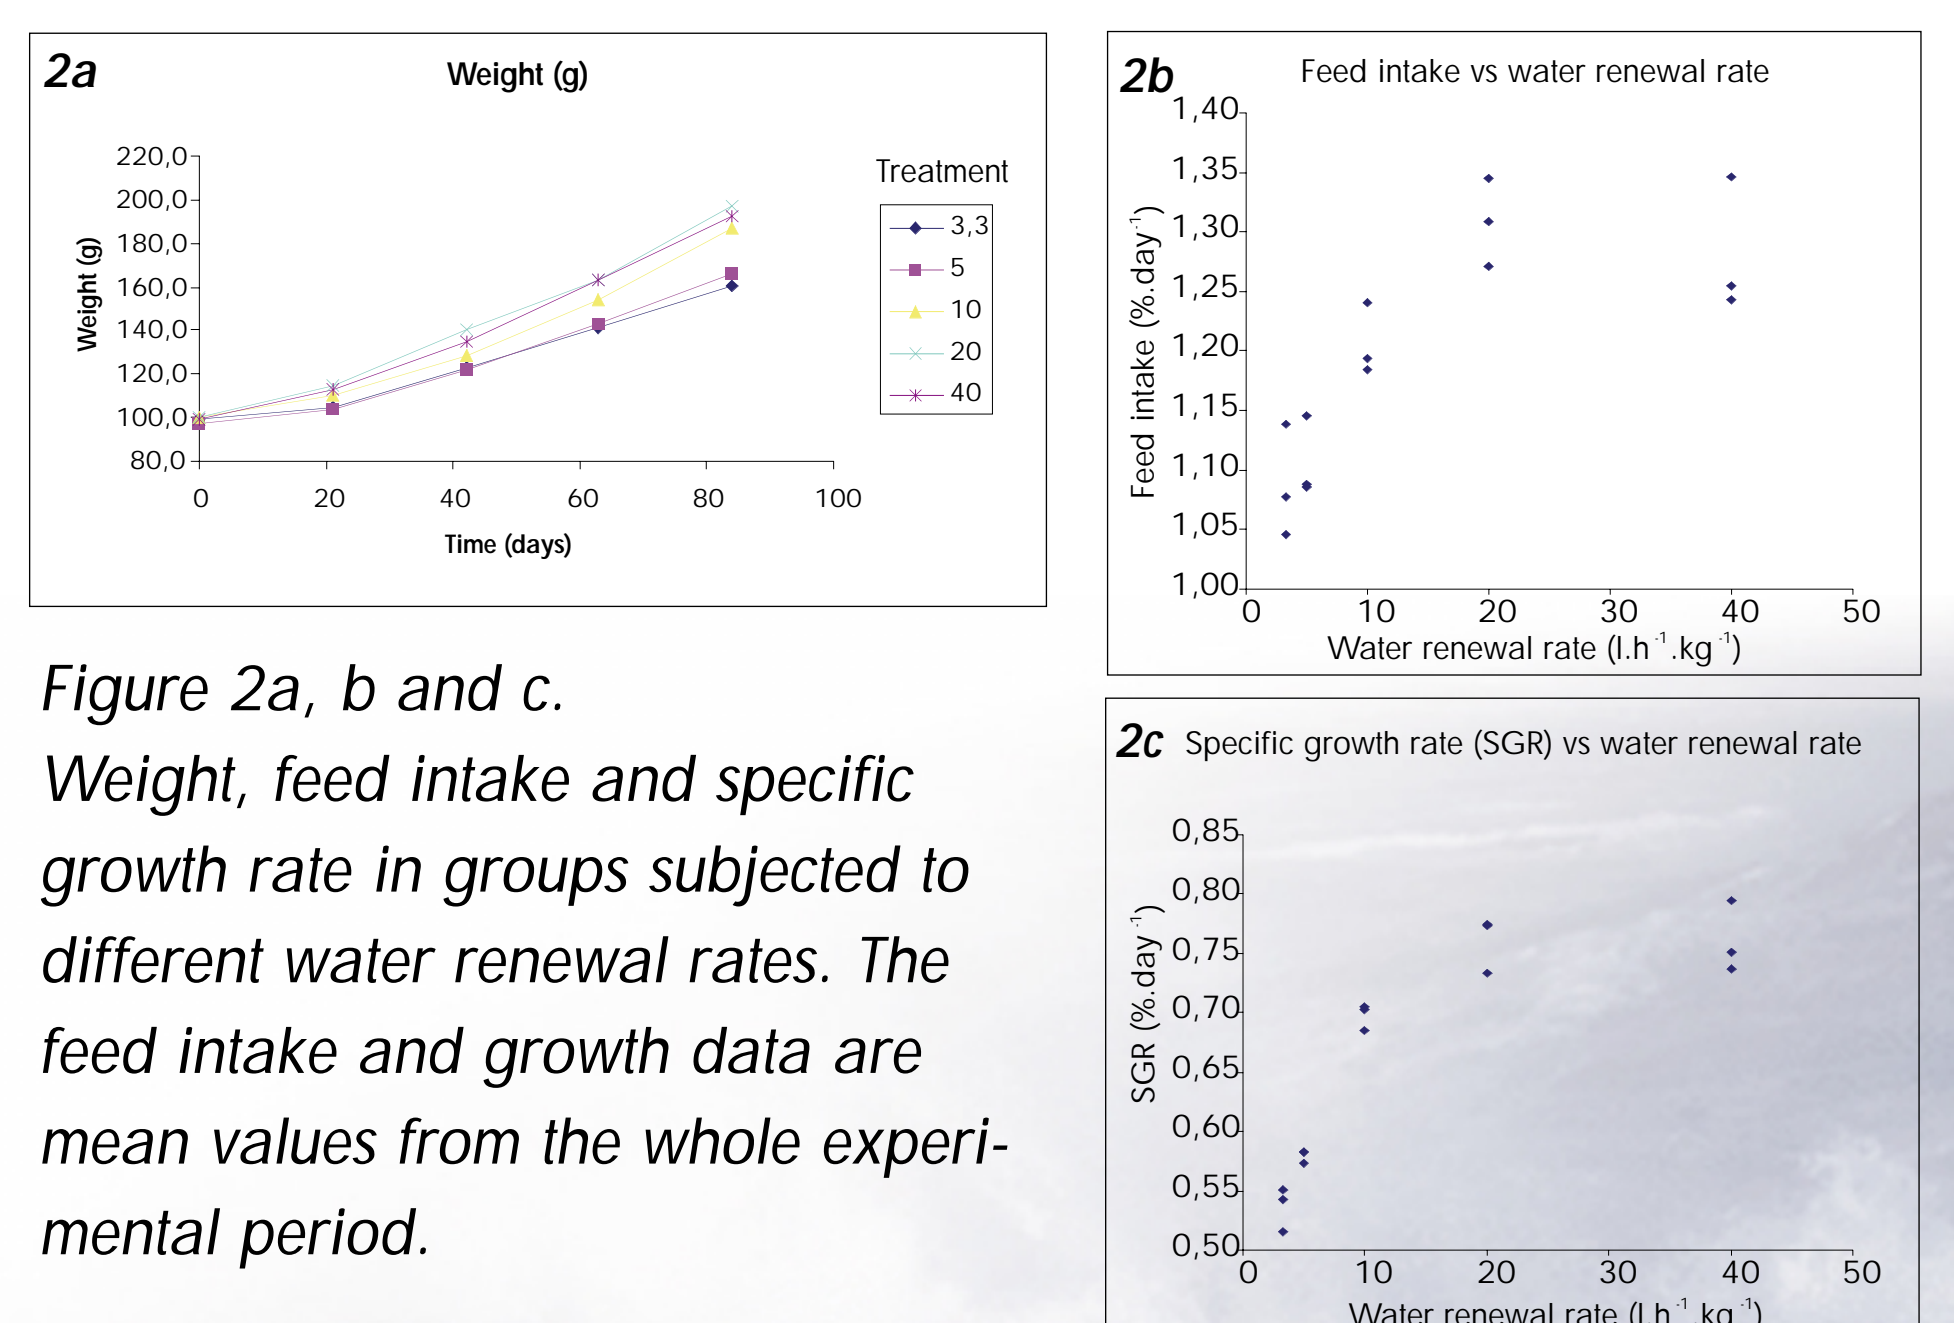 2a
Weight (g)
220,0
200,0
180,0
160,0
140,0
120,0
100,0
80,0
Weight (g)
0 20 40 60 80 100
Time (days)
Treatment
3,3
5
10
20
40
2b
Feed intake vs water renewal rate
1,40
1,35
1,30
1,25
1,20
1,15
1,10
1,05
1,00
Feed intake (%.day-1)
0 10 20 30 40 50
Water renewal rate (l.h-1.kg-1)
Figure 2a, b and c.
Weight, feed intake and specific
growth rate in groups subjected to
different water renewal rates. The
feed intake and growth data are
mean values from the whole experi-
mental period.
2c Specific growth rate (SGR) vs water renewal rate
0,85
0,80
0,75
0,70
0,65
0,60
0,55
0,50
SGR (%.day-1)
0 10 20 30 40 50
Water renewal rate (l.h-1.kg-1)